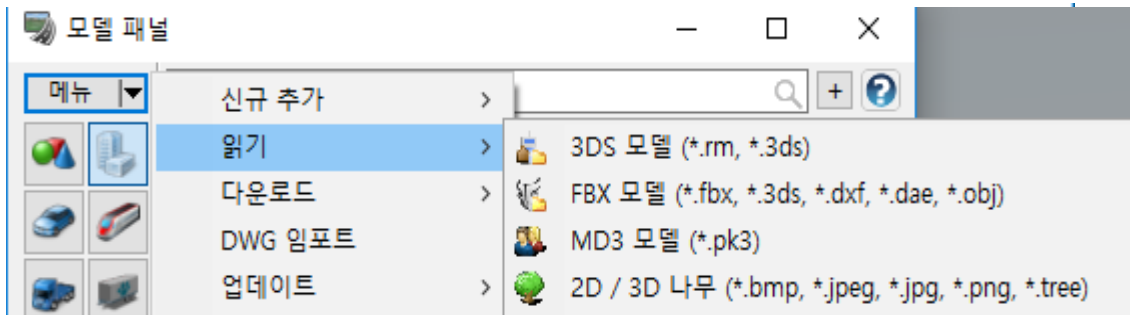 모델 패널
메뉴
신규 추가
읽기
3DS 모델 (*.rm, *.3ds)
다운로드
FBX 모델 (*.fbx, *.3ds, *.dxf, *.dae, *.obj)
DWG 임포트
MD3 모델 (*.pk3)
업데이트
2D / 3D 나무 (*.bmp, *.jpeg, *.jpg, *.png, *.tree)